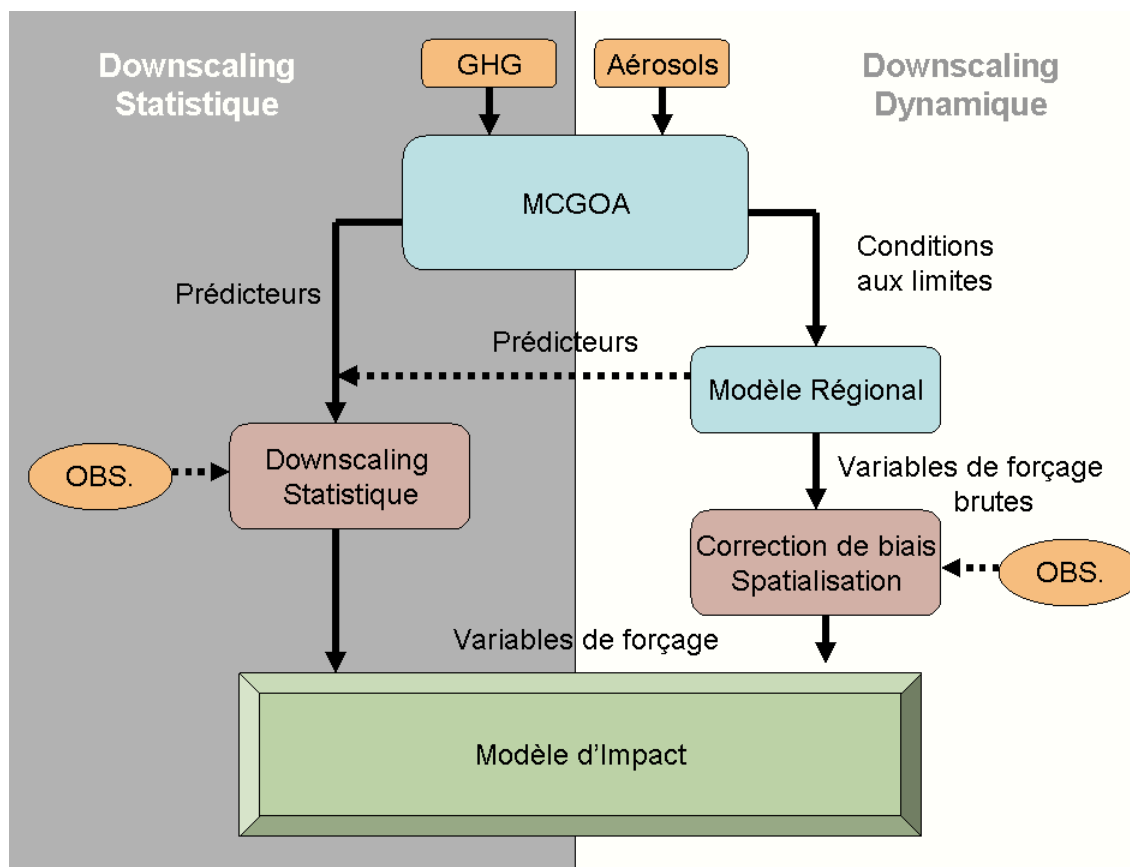 Downscaling
Statistique
GHG
Aérosols
Downscaling
Dynamique
MCGOA
Conditions
aux limites
Prédicteurs
Prédicteurs
Modèle Régional
Downscaling
Statistique
OBS.
Variables de forçage
brutes
Correction de biais
Spatialisation
OBS.
Variables de forçage
Modèle d’Impact